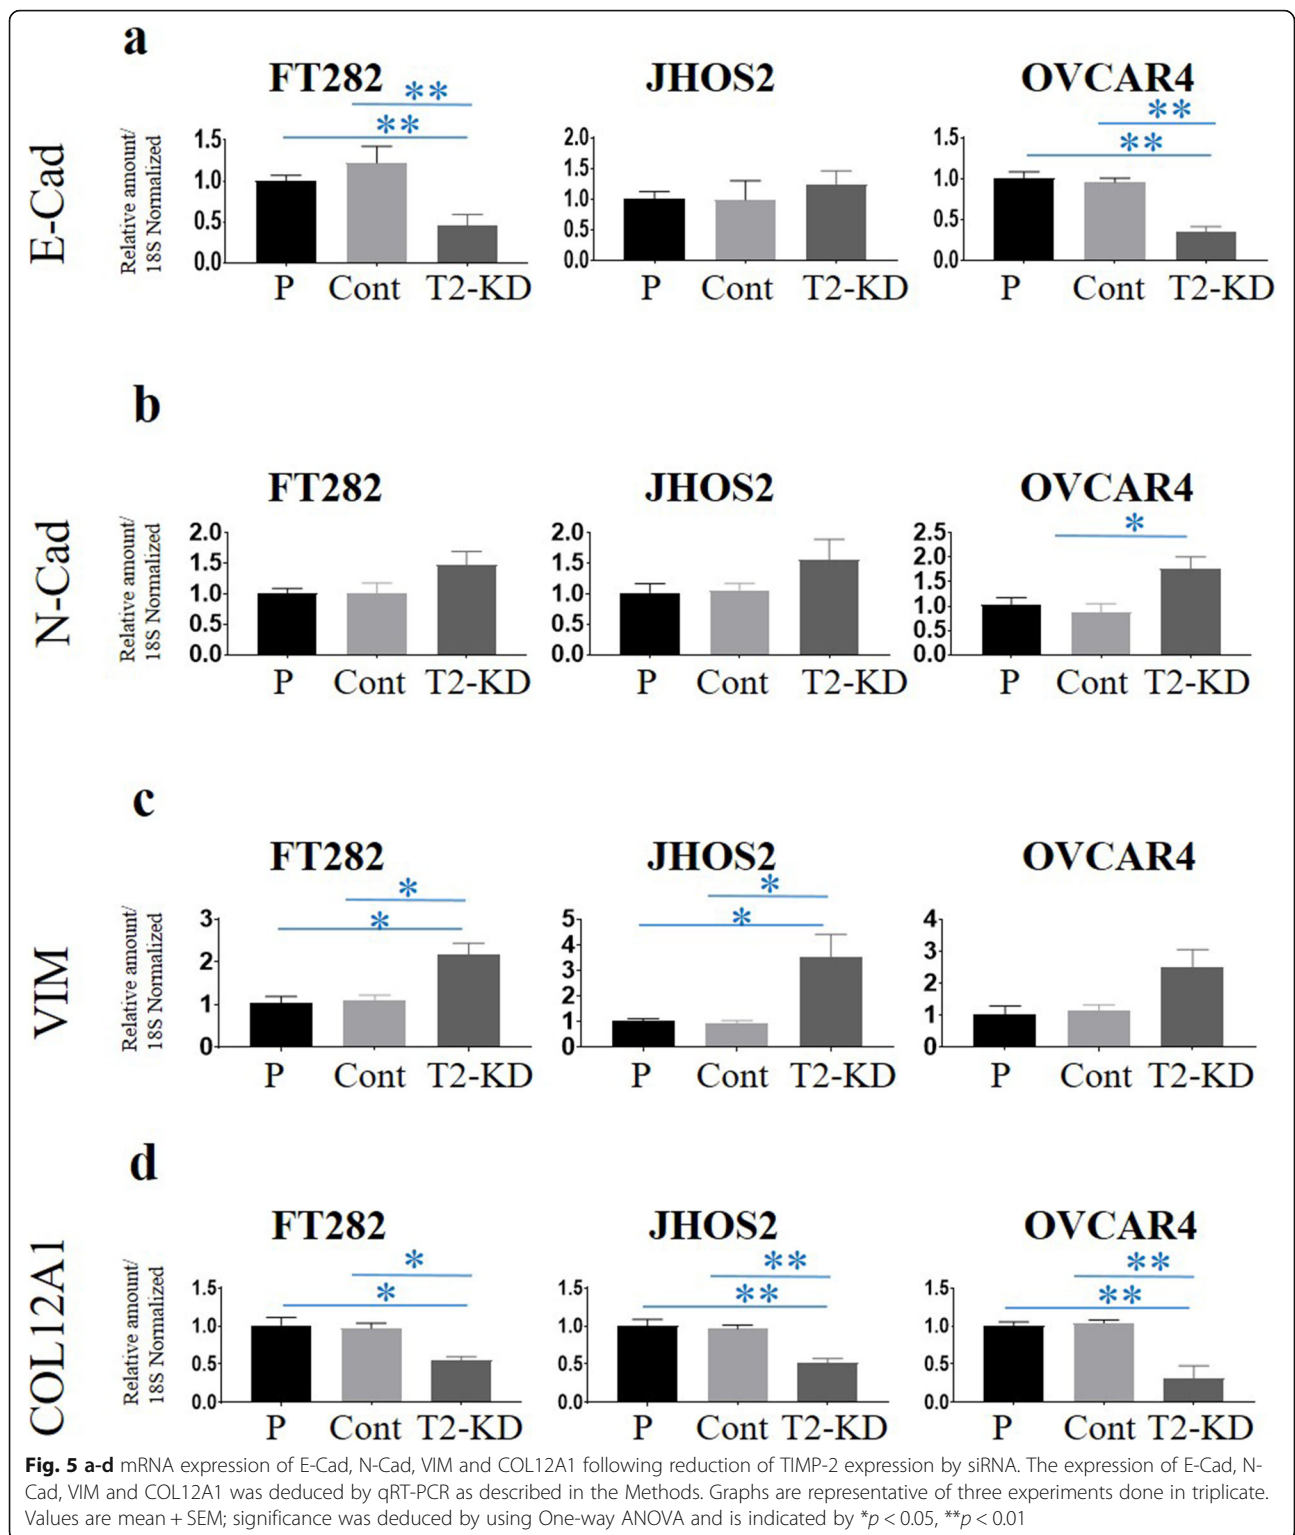 a
FT282 JHOS2 OVCAR4
** **
** **
E-Cad
Relative amount/
18S Normalized
1.5 2.0 1.5
1.0 1.5 1.0
0.5 1.0 0.5
0.0 0.5 0.0
0.0
P Cont T2-KD P Cont T2-KD P Cont T2-KD
b
FT282 JHOS2 OVCAR4
*
N-Cad
Relative amount/
18S Normalized
2.0 2.0 2.5
1.5 1.5 2.0
1.0 1.0 1.5
0.5 0.5 1.0
0.0 0.0 0.5
0.0
P Cont T2-KD P Cont T2-KD P Cont T2-KD
c
FT282 JHOS2 OVCAR4
* *
* *
VIM
Relative amount/
18S Normalized
3 5 4
2 4 3
1 3 2
0 2 1
1 0
0
P Cont T2-KD P Cont T2-KD P Cont T2-KD
d
FT282 JHOS2 OVCAR4
* ** **
* ** **
COL12A1
Relative amount/
18S Normalized
1.5 1.5 1.5
1.0 1.0 1.0
0.5 0.5 0.5
0.0 0.0 0.0
P Cont T2-KD P Cont T2-KD P Cont T2-KD
Fig. 5 a-d mRNA expression of E-Cad, N-Cad, VIM and COL12A1 following reduction of TIMP-2 expression by siRNA. The expression of E-Cad, N-
Cad, VIM and COL12A1 was deduced by qRT-PCR as described in the Methods. Graphs are representative of three experiments done in triplicate.
Values are mean + SEM; significance was deduced by using One-way ANOVA and is indicated by *p < 0.05, **p < 0.01